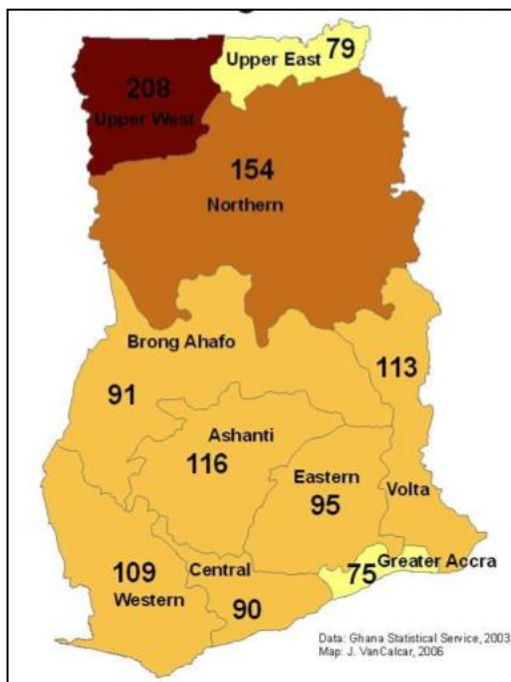 79
Upper East
208
Upper West
154
Northern
Brong Ahafo
113
91
Ashanti
116
Eastern
95
Volta
109
Western
Central
90
75
Greater Accra
Data: Ghana Statistical Service, 2003
Map: J. VanCalcar, 2006